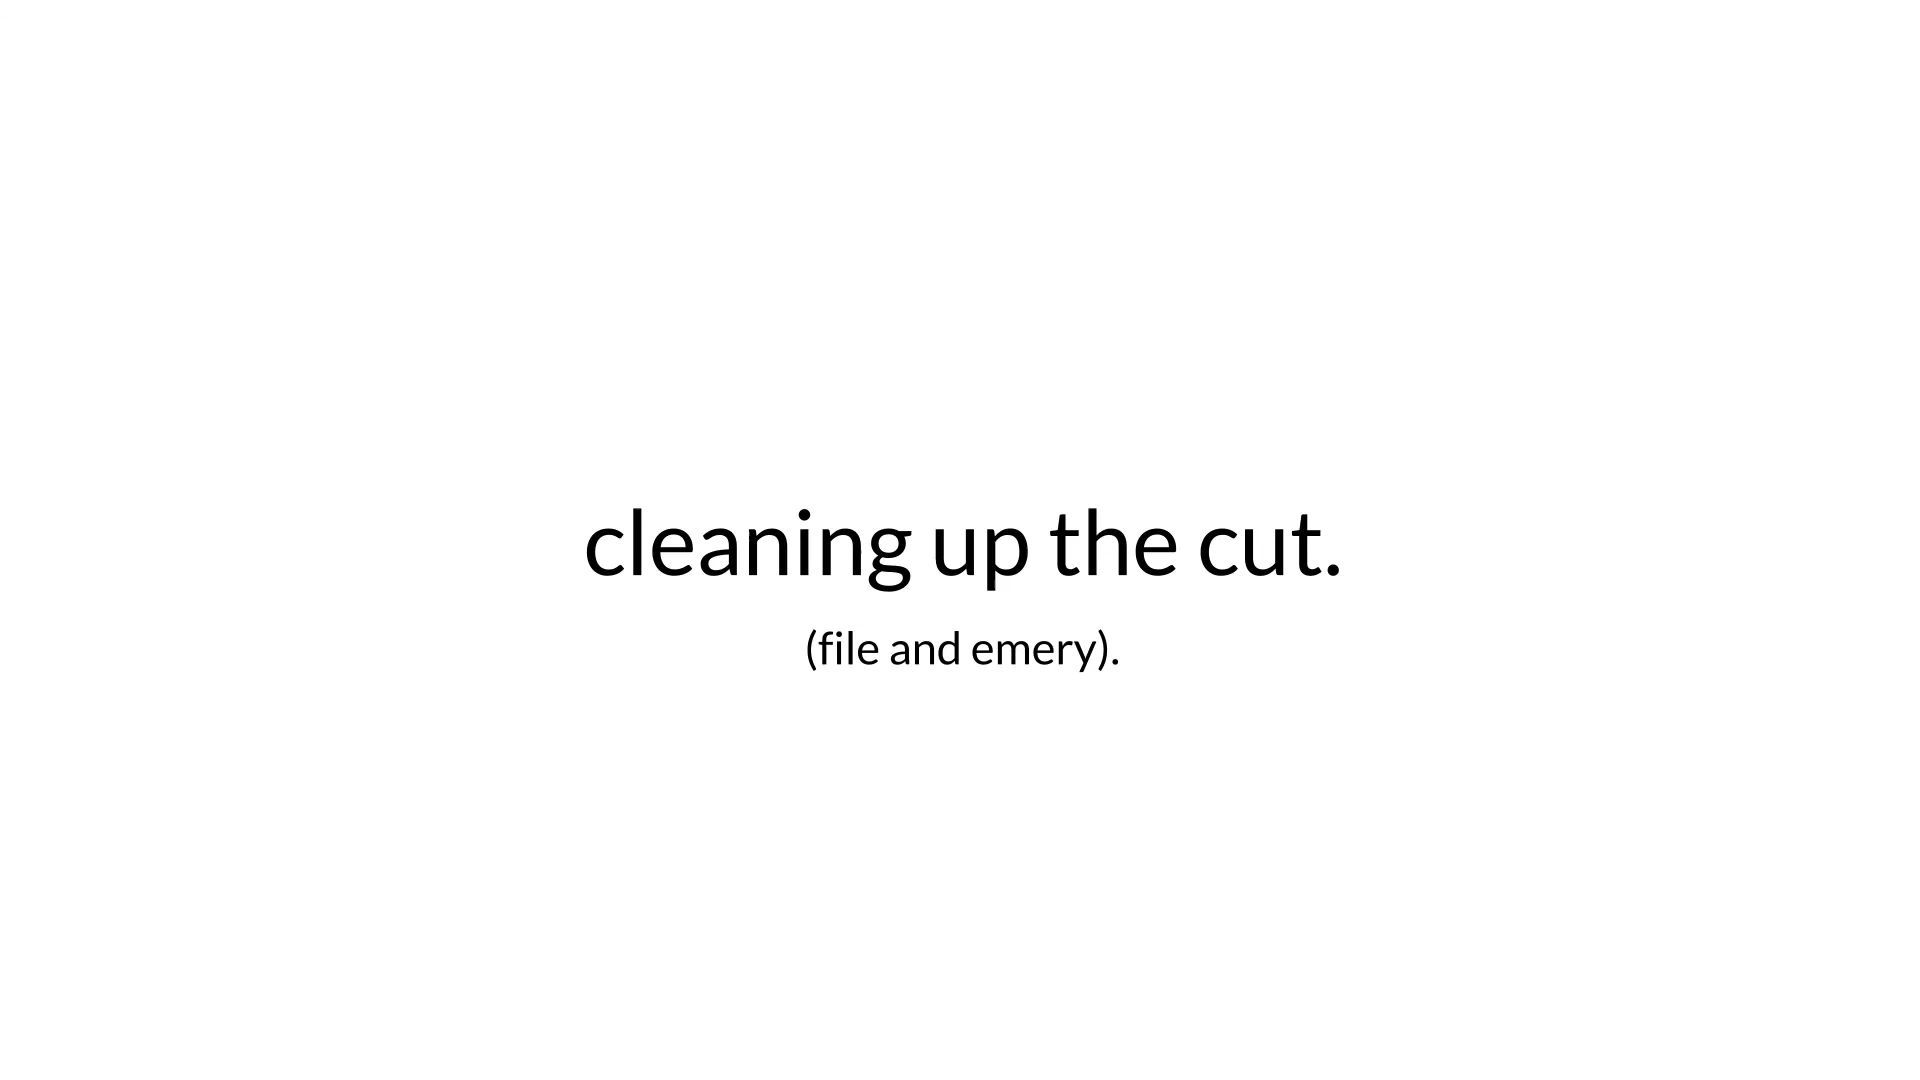 cleaning up the cut.
(file and emery).